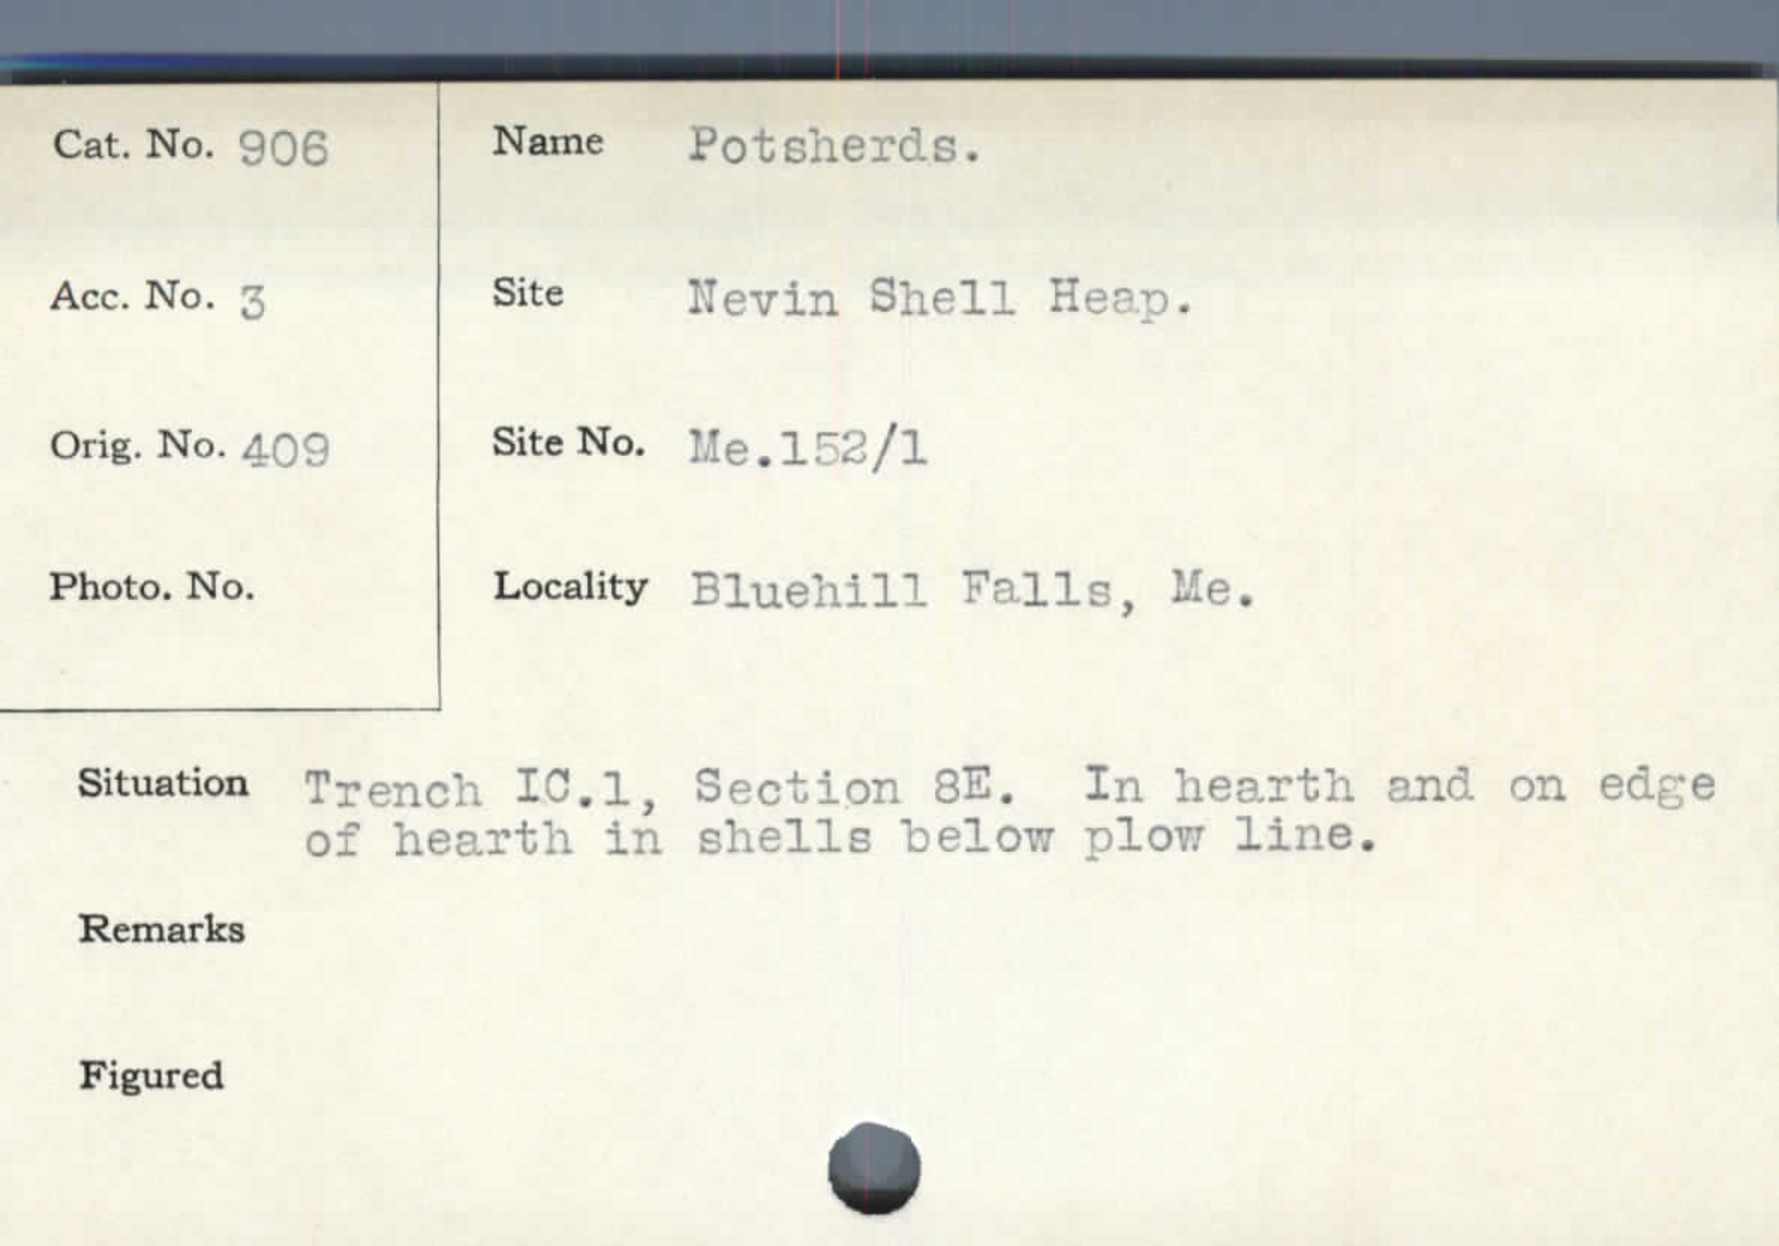 Cat. No. 906
Name Potsherds.
Acc. No. 3
Site Nevin Shell Heap.
Orig. No. 409
Site No. Me.152/1
Photo. No.
Locality Bluehill Falls, Me.
Situation Trench IC.1, Section 8E. In hearth and on edge
of hearth in shells below plow line.
Remarks
Figured